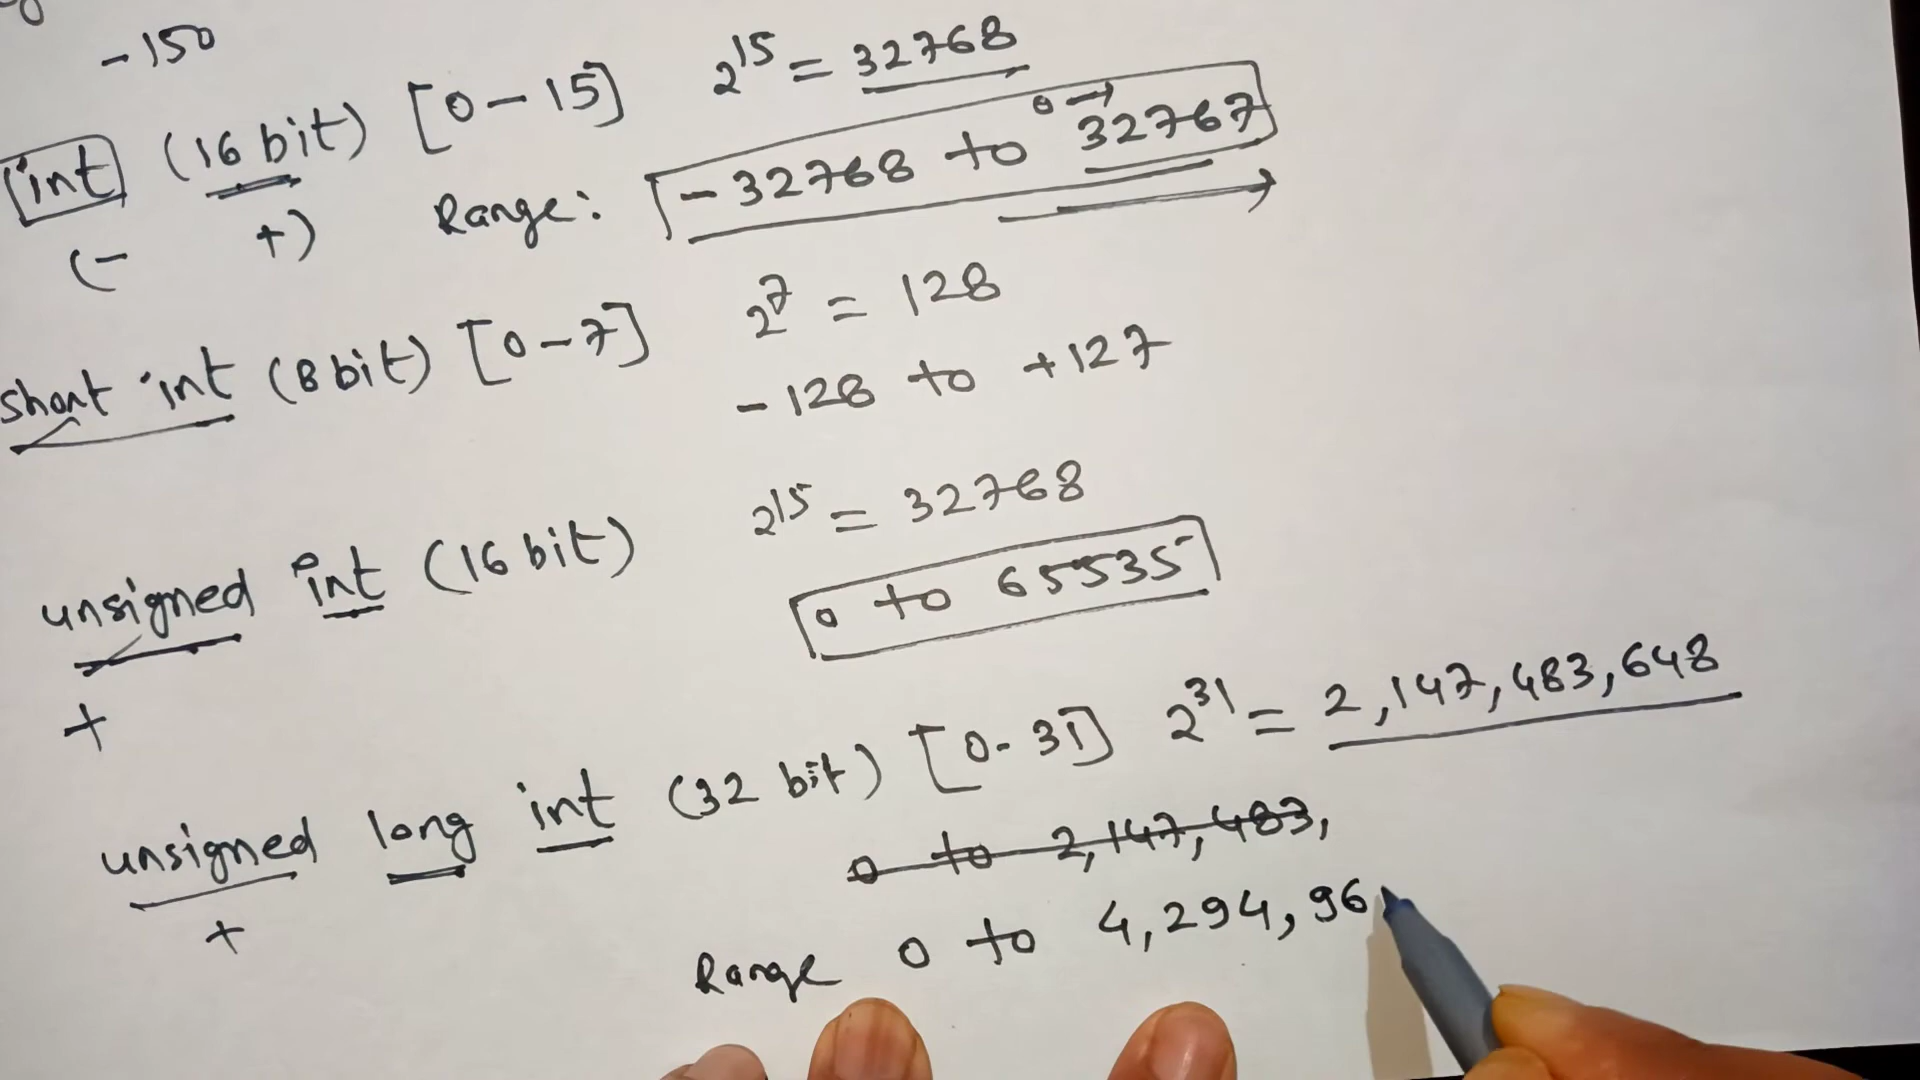 -150
int (16 bit) [0-15] 2^15 = 32768
(- +) Range: -32768 to 0→ 32767
short int (8 bit) [0-7] 2^7 = 128
-128 to +127
unsigned int (16 bit) 2^15 = 32768
+ 0 to 65535
unsigned long int (32 bit) [0-31] 2^31 = 2,147,483,648
+ 0 to 2,147,483,
Range 0 to 4,294,96